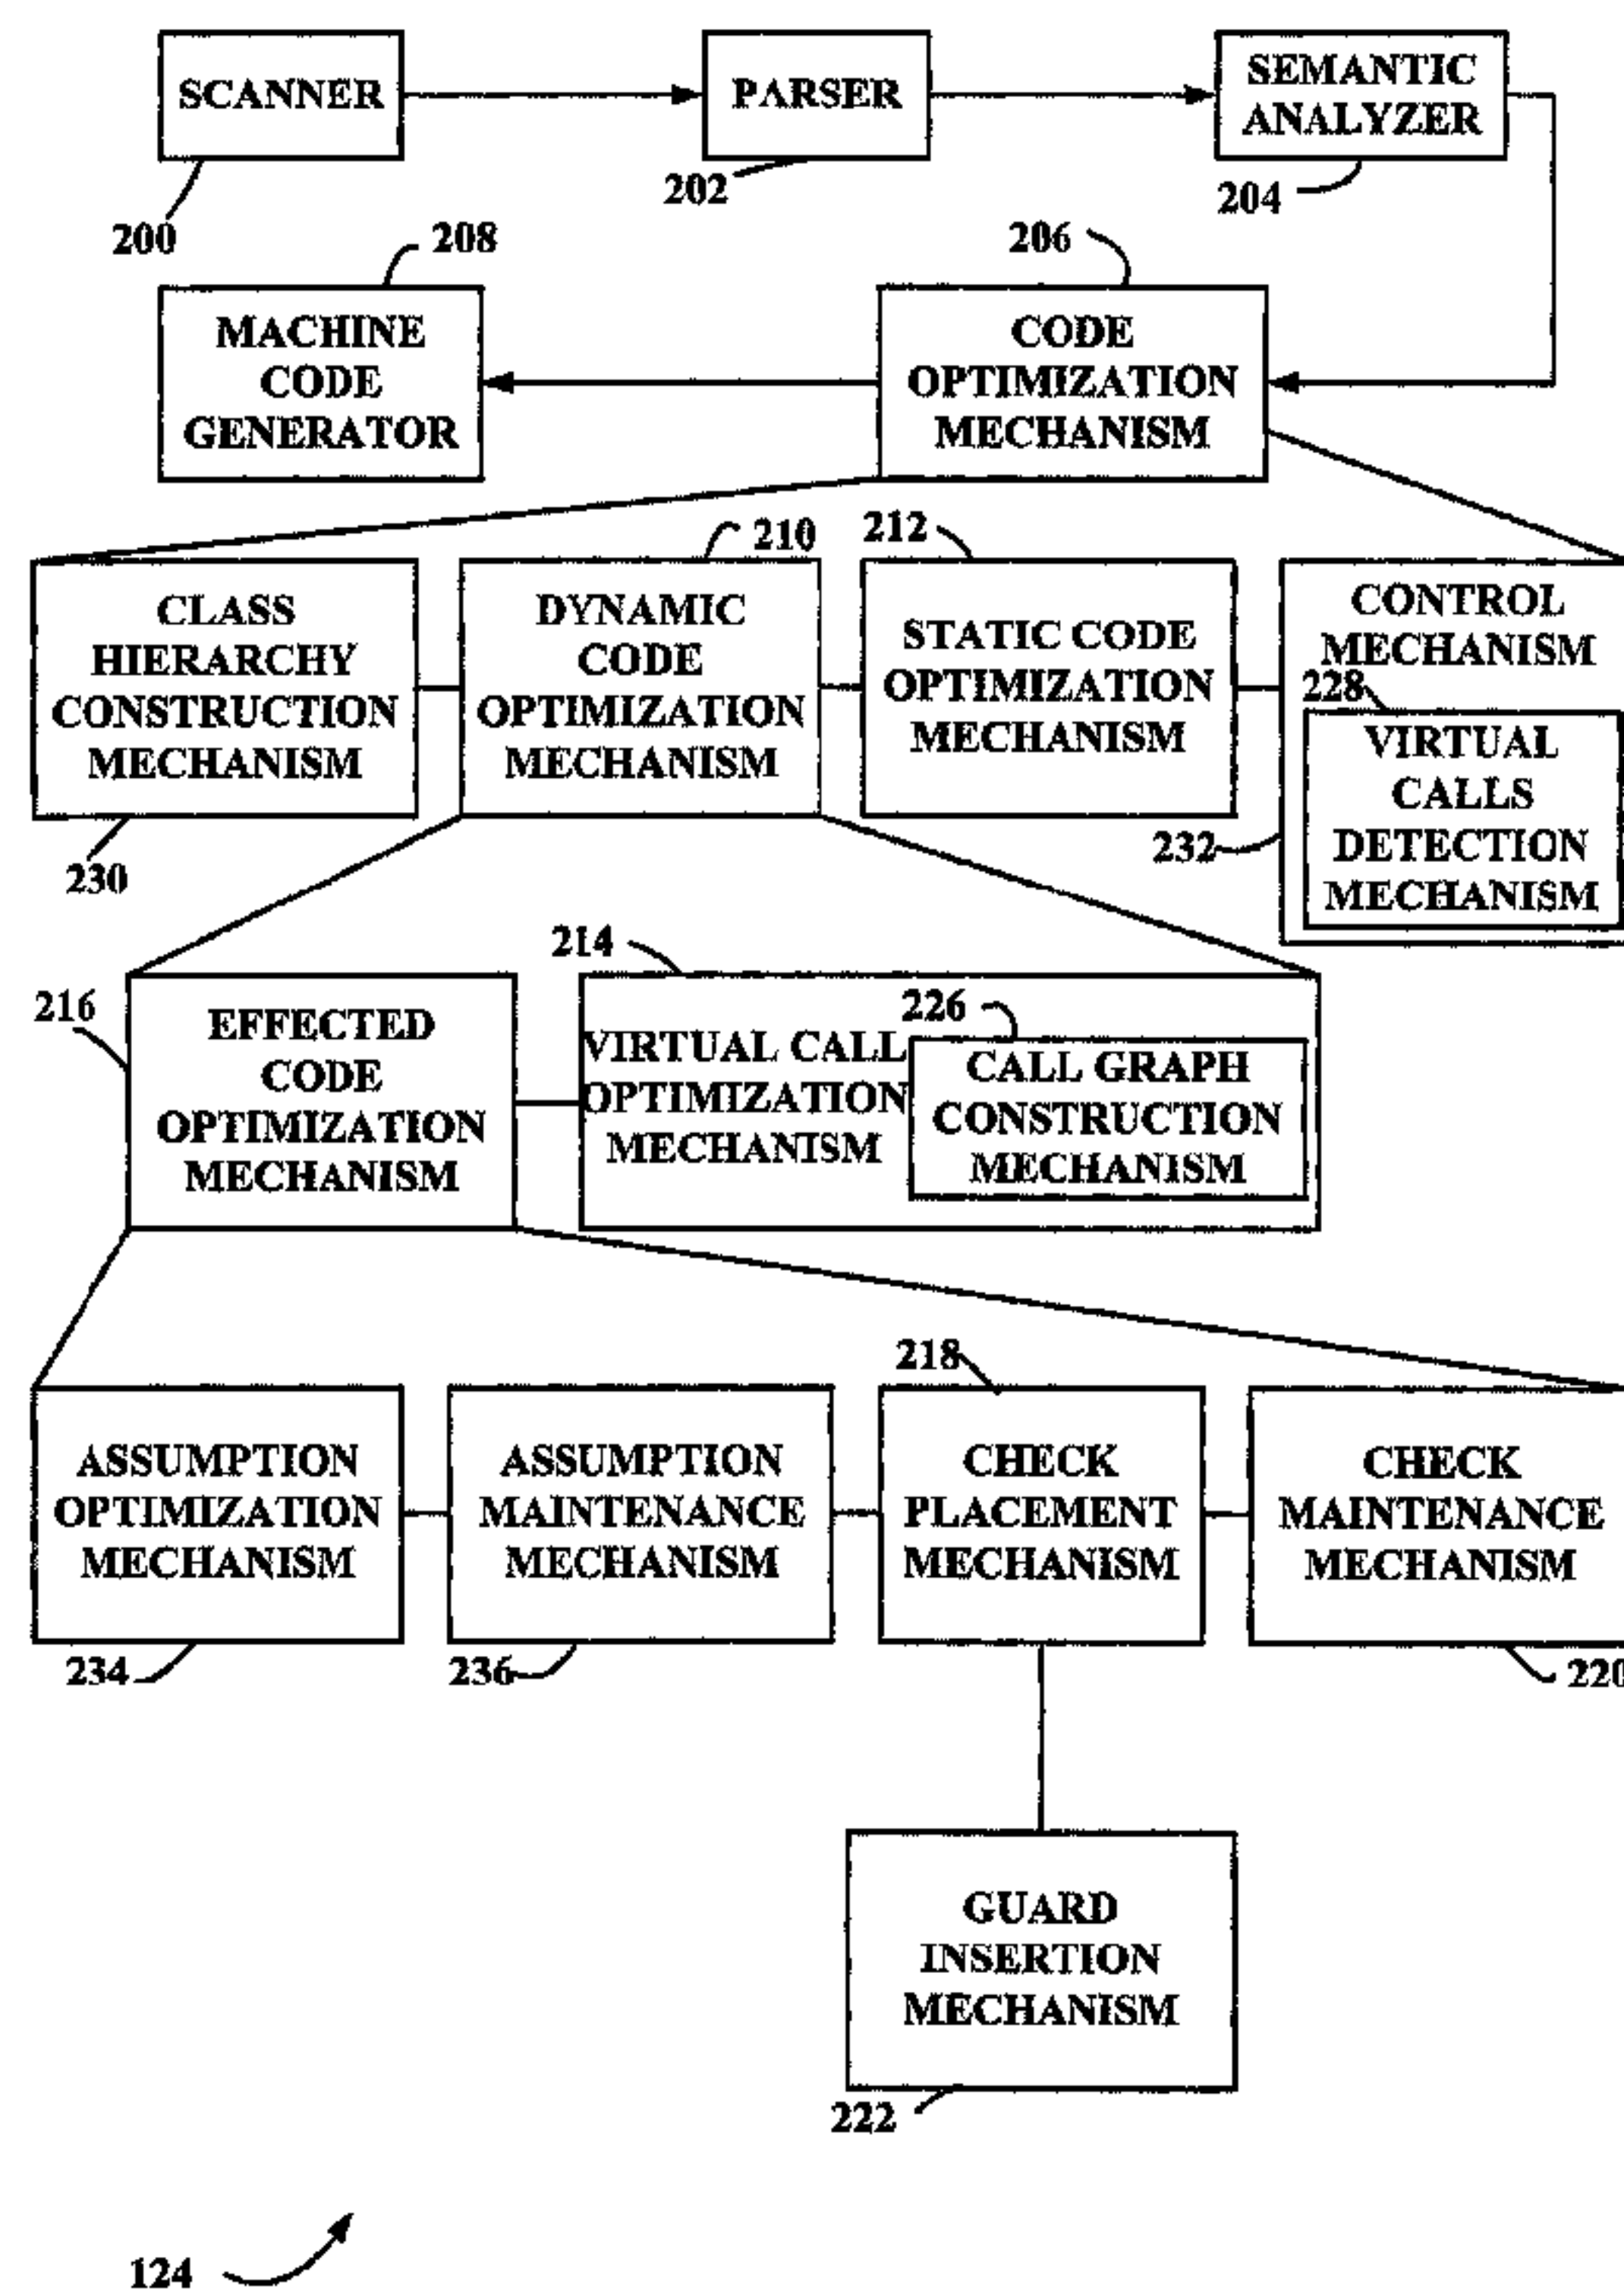 SCANNER
PARSER
SEMANTIC
ANALYZER
200
202
204
208
206
MACHINE
CODE
GENERATOR
CODE
OPTIMIZATION
MECHANISM
210
212
CLASS
HIERARCHY
CONSTRUCTION
MECHANISM
DYNAMIC
CODE
OPTIMIZATION
MECHANISM
STATIC CODE
OPTIMIZATION
MECHANISM
CONTROL
MECHANISM
228
VIRTUAL
CALLS
DETECTION
MECHANISM
230
232
214
216
EFFECTED
CODE
OPTIMIZATION
MECHANISM
VIRTUAL CALL
OPTIMIZATION
MECHANISM
226
CALL GRAPH
CONSTRUCTION
MECHANISM
218
ASSUMPTION
OPTIMIZATION
MECHANISM
ASSUMPTION
MAINTENANCE
MECHANISM
CHECK
PLACEMENT
MECHANISM
CHECK
MAINTENANCE
MECHANISM
234
236
220
GUARD
INSERTION
MECHANISM
222
124